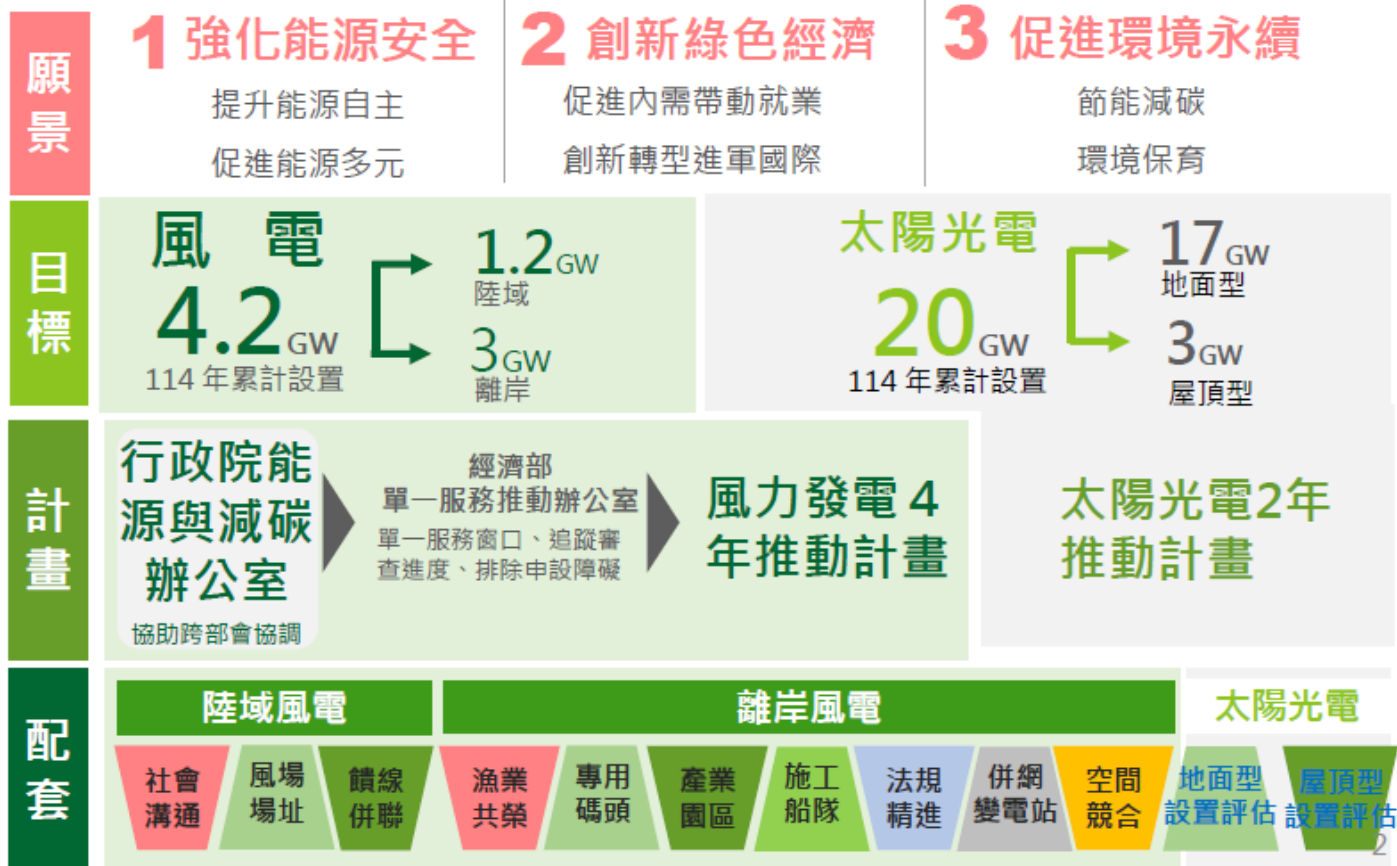 願景
1 強化能源安全
提升能源自主
促進能源多元
2 創新綠色經濟
促進內需帶動就業
創新轉型進軍國際
3 促進環境永續
節能減碳
環境保育
目標
風 電
4.2GW
114年累計設置
1.2GW
陸域
3GW
離岸
太陽光電
20GW
114年累計設置
17GW
地面型
3GW
屋頂型
計畫
行政院能
源與減碳
辦公室
協助跨部會協調
經濟部
單一服務推動辦公室
單一服務窗口、追蹤審
查進度、排除申設障礙
風力發電4
年推動計畫
太陽光電2年
推動計畫
配套
陸域風電
社會
溝通
風場
場址
饋線
併聯
離岸風電
漁業
共榮
專用
碼頭
產業
園區
施工
船隊
法規
精進
併網
變電站
空間
競合
太陽光電
地面型
設置評估
屋頂型
設置評估
2